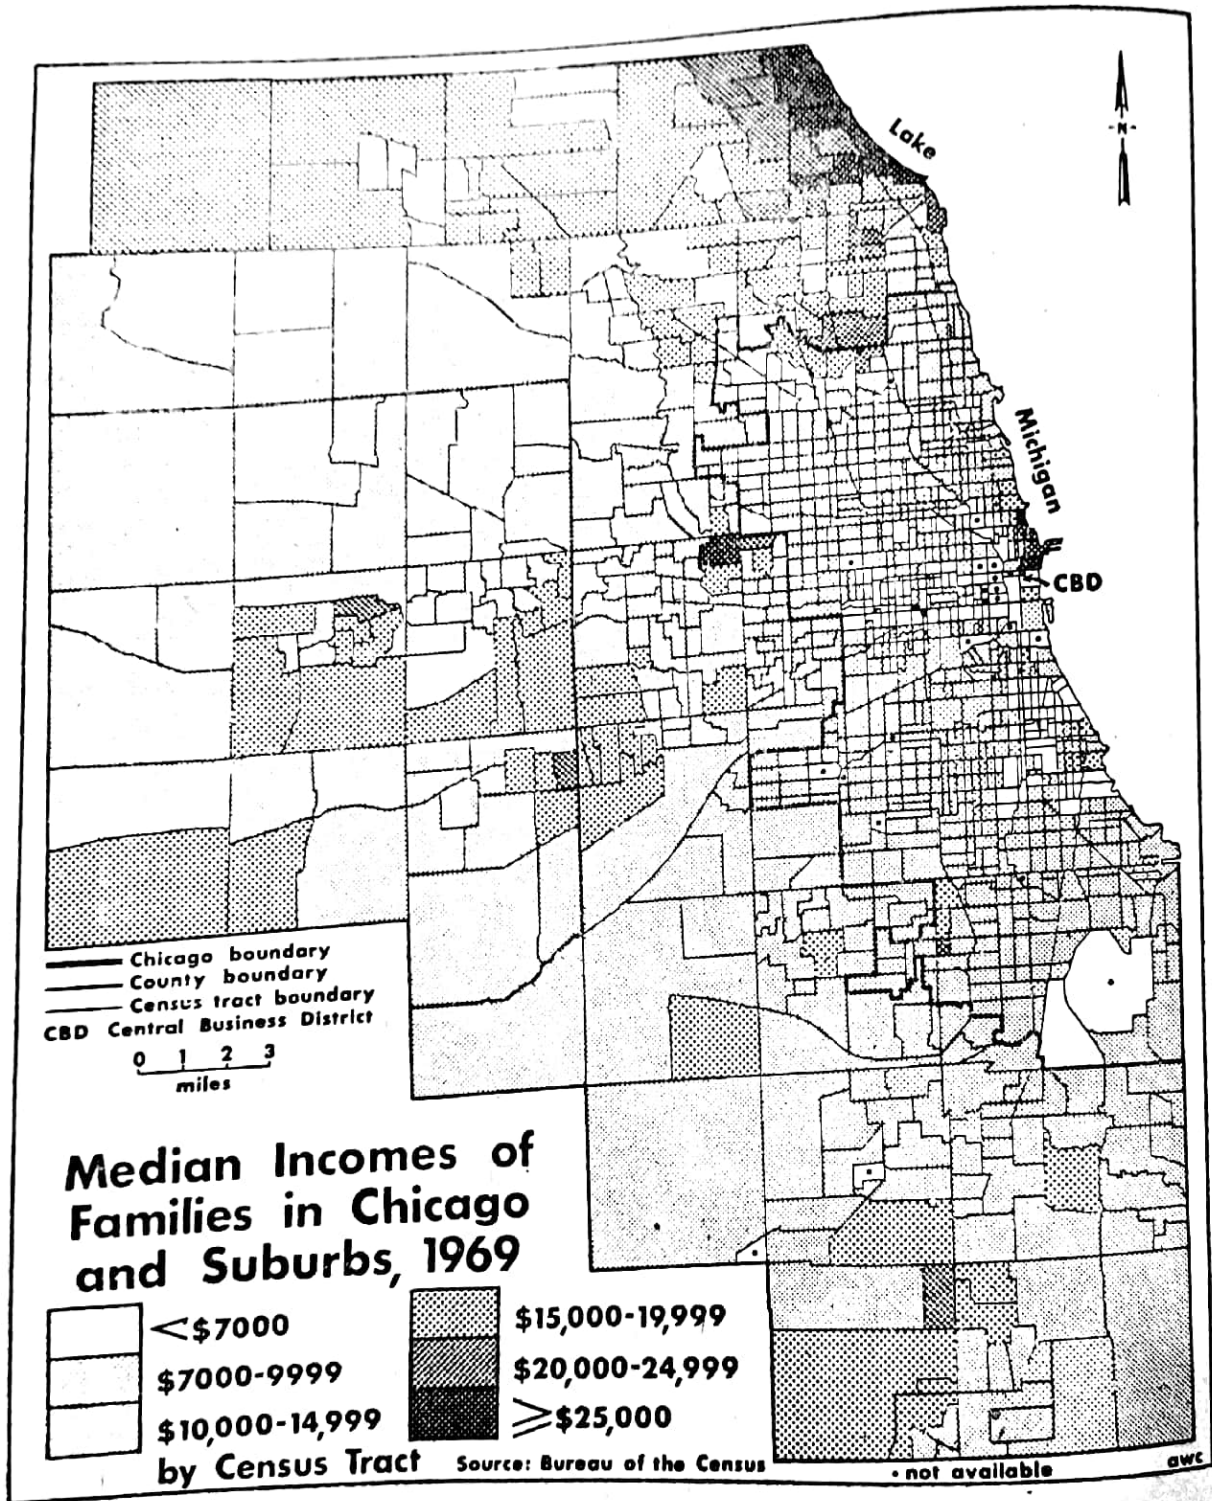 N
Lake
Michigan
CBD
Chicago boundary
County boundary
Census tract boundary
CBD Central Business District
0 1 2 3
miles
Median Incomes of
Families in Chicago
and Suburbs, 1969
<$7000
$7000-9999
$10,000-14,999
$15,000-19,999
$20,000-24,999
≥$25,000
by Census Tract
Source: Bureau of the Census
• not available
awc